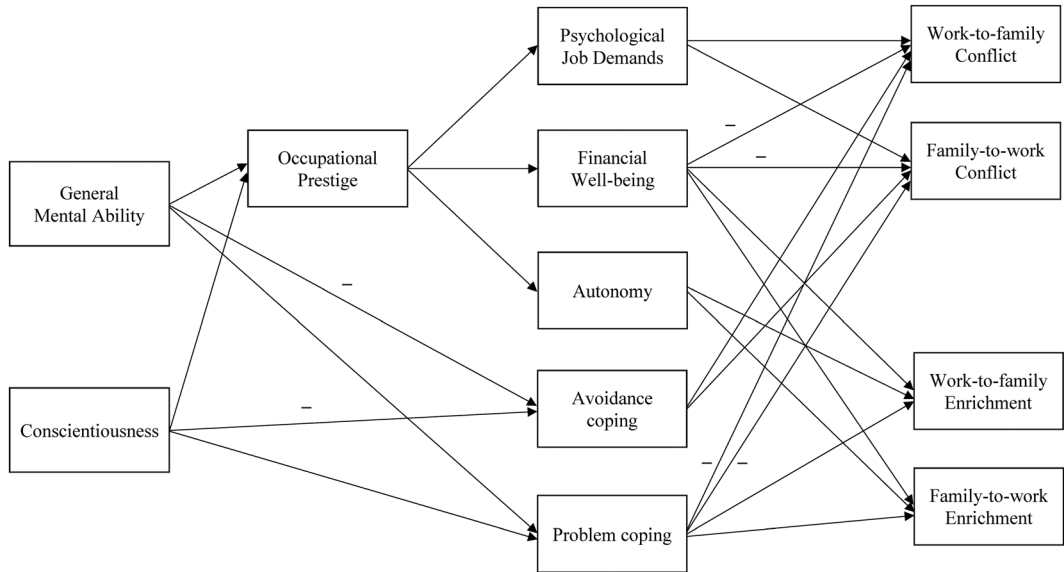 Psychological
Job Demands
Work-to-family
Conflict
Occupational
Prestige
Financial
Well-being
–
–
Family-to-work
Conflict
General
Mental Ability
–
Autonomy
Conscientiousness
–
Avoidance
coping
Work-to-family
Enrichment
– –
Problem coping
Family-to-work
Enrichment